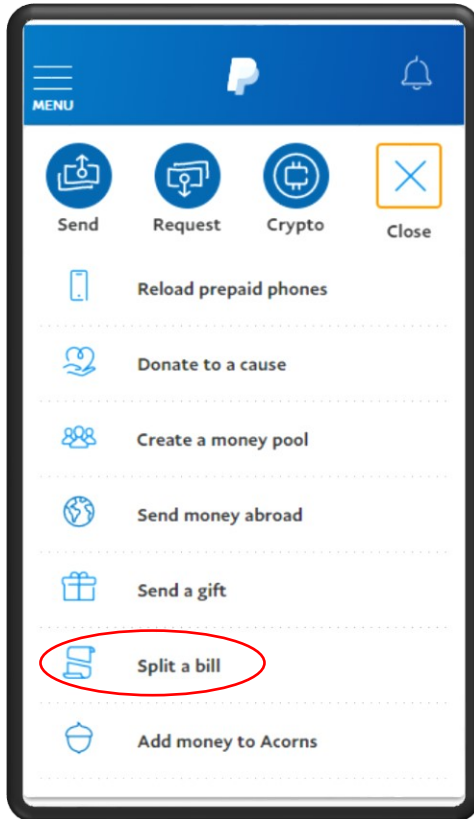 MENU
Send Request Crypto Close
Reload prepaid phones
Donate to a cause
Create a money pool
Send money abroad
Send a gift
Split a bill
Add money to Acorns